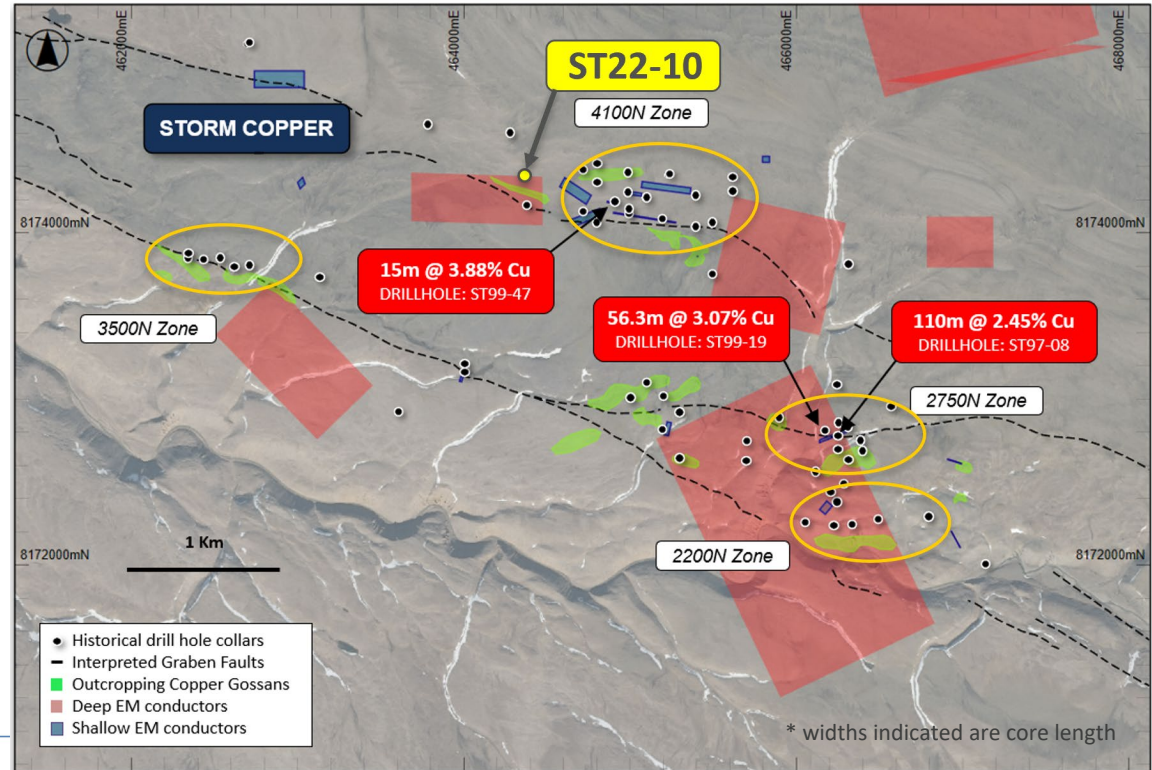 462000mE
464000mE
466000mE
468000mE
ST22-10
4100N Zone
STORM COPPER
8174000mN
8174000mN
15m @ 3.88% Cu
DRILLHOLE: ST99-47
3500N Zone
56.3m @ 3.07% Cu
DRILLHOLE: ST99-19
110m @ 2.45% Cu
DRILLHOLE: ST97-08
2750N Zone
1 Km
2200N Zone
8172000mN
8172000mN
Historical drill hole collars
Interpreted Graben Faults
Outcropping Copper Gossans
Deep EM conductors
Shallow EM conductors
* widths indicated are core length